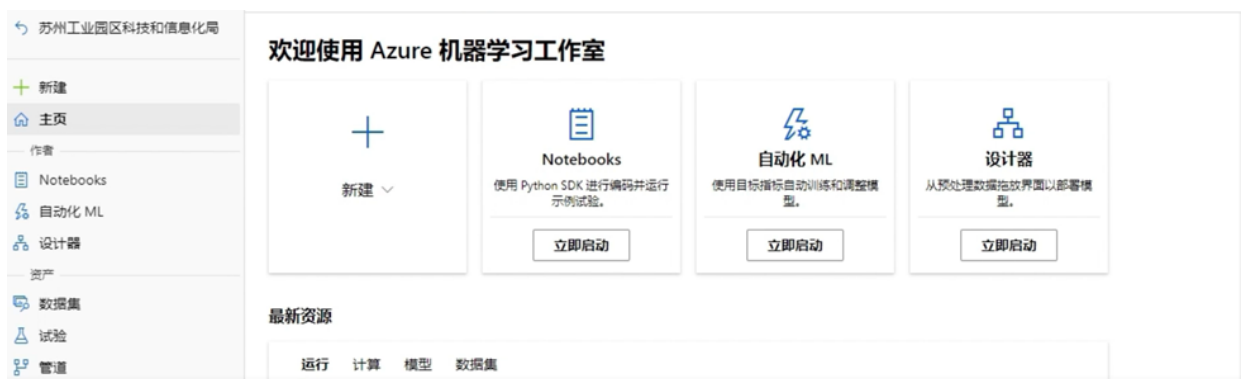 苏州工业园区科技和信息化局
新建
主页
作者
Notebooks
自动化 ML
设计器
资产
数据集
试验
管道
欢迎使用 Azure 机器学习工作室
新建
Notebooks
使用 Python SDK 进行编码并运行
示例试验。
立即启动
自动化 ML
使用目标指标自动训练和调整模
型。
立即启动
设计器
从预处理数据拖放界面以部署模
型。
立即启动
最新资源
运行 计算 模型 数据集